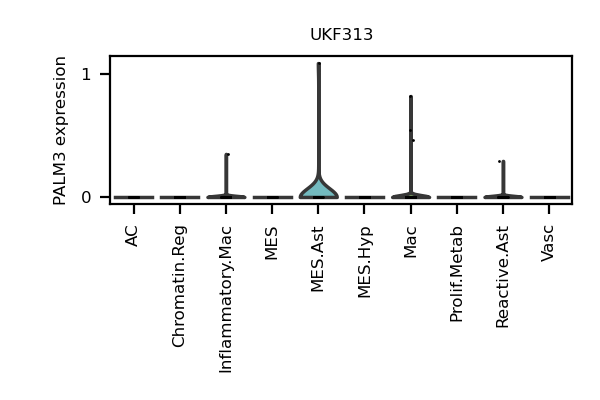 UKF313
PALM3 expression
1
0
AC
Chromatin.Reg
Inflammatory.Mac
MES
MES.Ast
MES.Hyp
Mac
Prolif.Metab
Reactive.Ast
Vasc